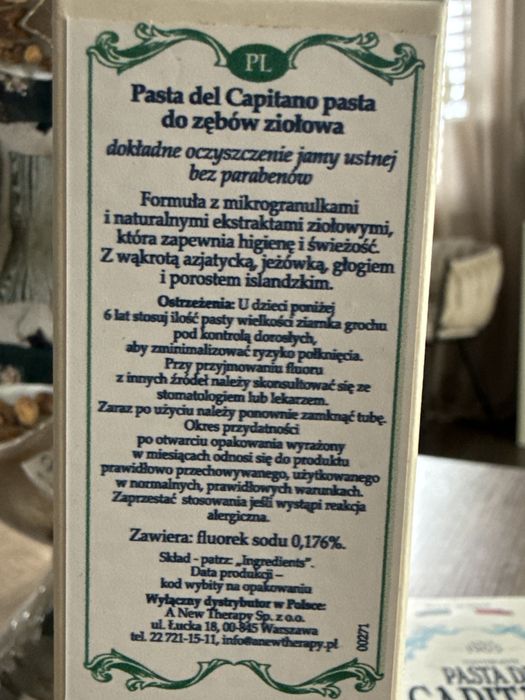 PL
Pasta del Capitano pasta
do zębów ziołowa
dokładne oczyszczenie jamy ustnej
bez parabenów
Formuła z mikrogranulkami
i naturalnymi ekstraktami ziołowymi,
która zapewnia higienę i świeżość.
Z wąkrotą azjatycką, jeżówką, głogiem
i porostem islandzkim.
Ostrzeżenia: U dzieci poniżej
6 lat stosuj ilość pasty wielkości ziarnka grochu
pod kontrolą dorosłych,
aby zminimalizować ryzyko połknięcia.
Przy przyjmowaniu fluoru
z innych źródeł należy skonsultować się ze
stomatologiem lub lekarzem.
Zaraz po użyciu należy ponownie zamknąć tubę.
Okres przydatności
po otwarciu opakowania wyrażony
w miesiącach odnosi się do produktu
prawidłowo przechowywanego, użytkowanego
w normalnych, prawidłowych warunkach.
Zaprzestać stosowania jeśli wystąpi reakcja
alergiczna.
Zawiera: fluorek sodu 0,176%.
Skład - patrz: „Ingredients".
Data produkcji –
kod wybity na opakowaniu
Wyłączny dystrybutor w Polsce:
A New Therapy Sp. z o.o.
ul. Łucka 18, 00-845 Warszawa
tel. 22 721-15-11, info@anewtherapy.pl
00271
PASTA D